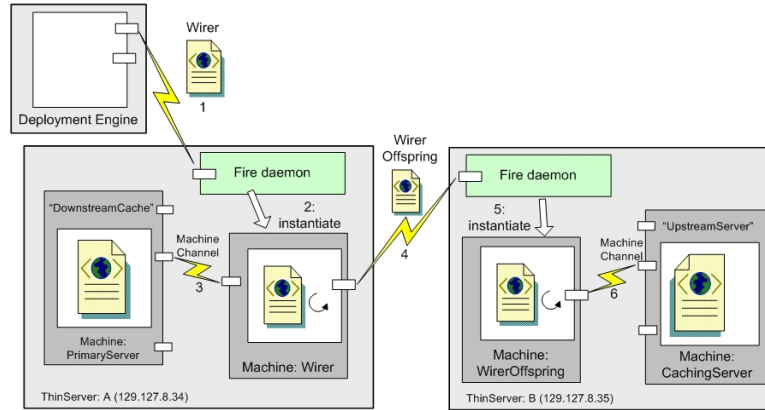 Wirer
1
Deployment Engine
Wirer
Offspring
Fire daemon
2:
instantiate
"DownstreamCache"
Machine
Channel
3
4
Machine:
PrimaryServer
Machine: Wirer
ThinServer: A (129.127.8.34)
Fire daemon
5:
instantiate
"UpstreamServer"
Machine
Channel
6
Machine:
WirerOffspring
Machine:
CachingServer
ThinServer: B (129.127.8.35)